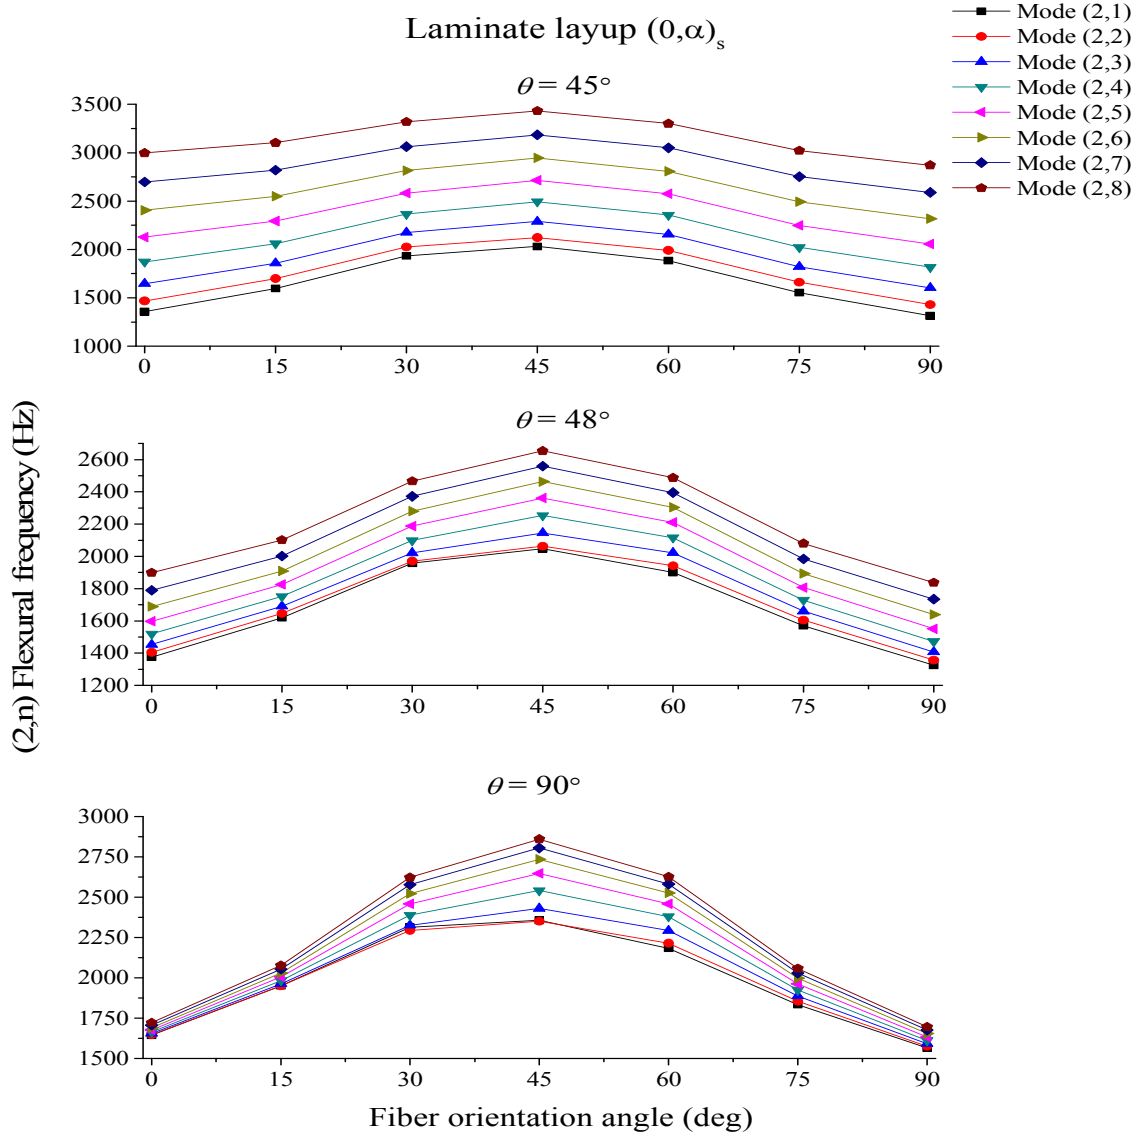 Laminate layup (0,α)s
Mode (2,1)
Mode (2,2)
Mode (2,3)
Mode (2,4)
Mode (2,5)
Mode (2,6)
Mode (2,7)
Mode (2,8)
θ = 45°
3500
3000
2500
2000
1500
1000
0 15 30 45 60 75 90
(2,n) Flexural frequency (Hz)
θ = 48°
2600
2400
2200
2000
1800
1600
1400
1200
0 15 30 45 60 75 90
θ = 90°
3000
2750
2500
2250
2000
1750
1500
0 15 30 45 60 75 90
Fiber orientation angle (deg)